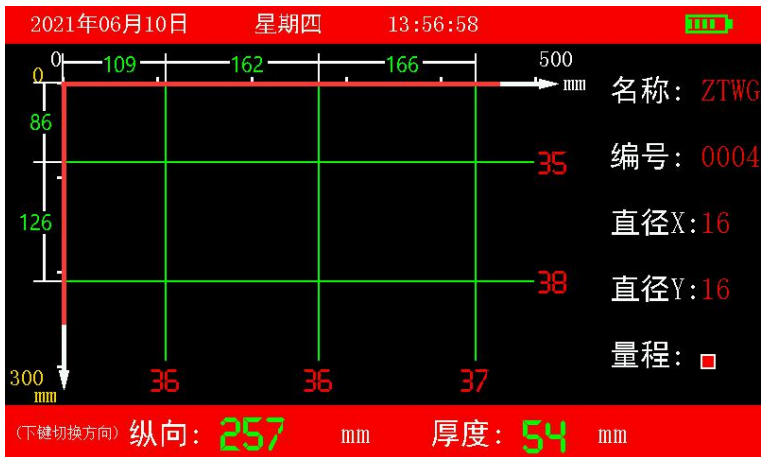 2021年06月10日 星期四 13:56:58
0 109 162 166 500
0 mm
名称: ZTWG
86
35
编号: 0004
126
直径X:16
38
直径Y:16
量程:
300 36 36 37
mm
(下键切换方向) 纵向: 257 mm 厚度: 54 mm